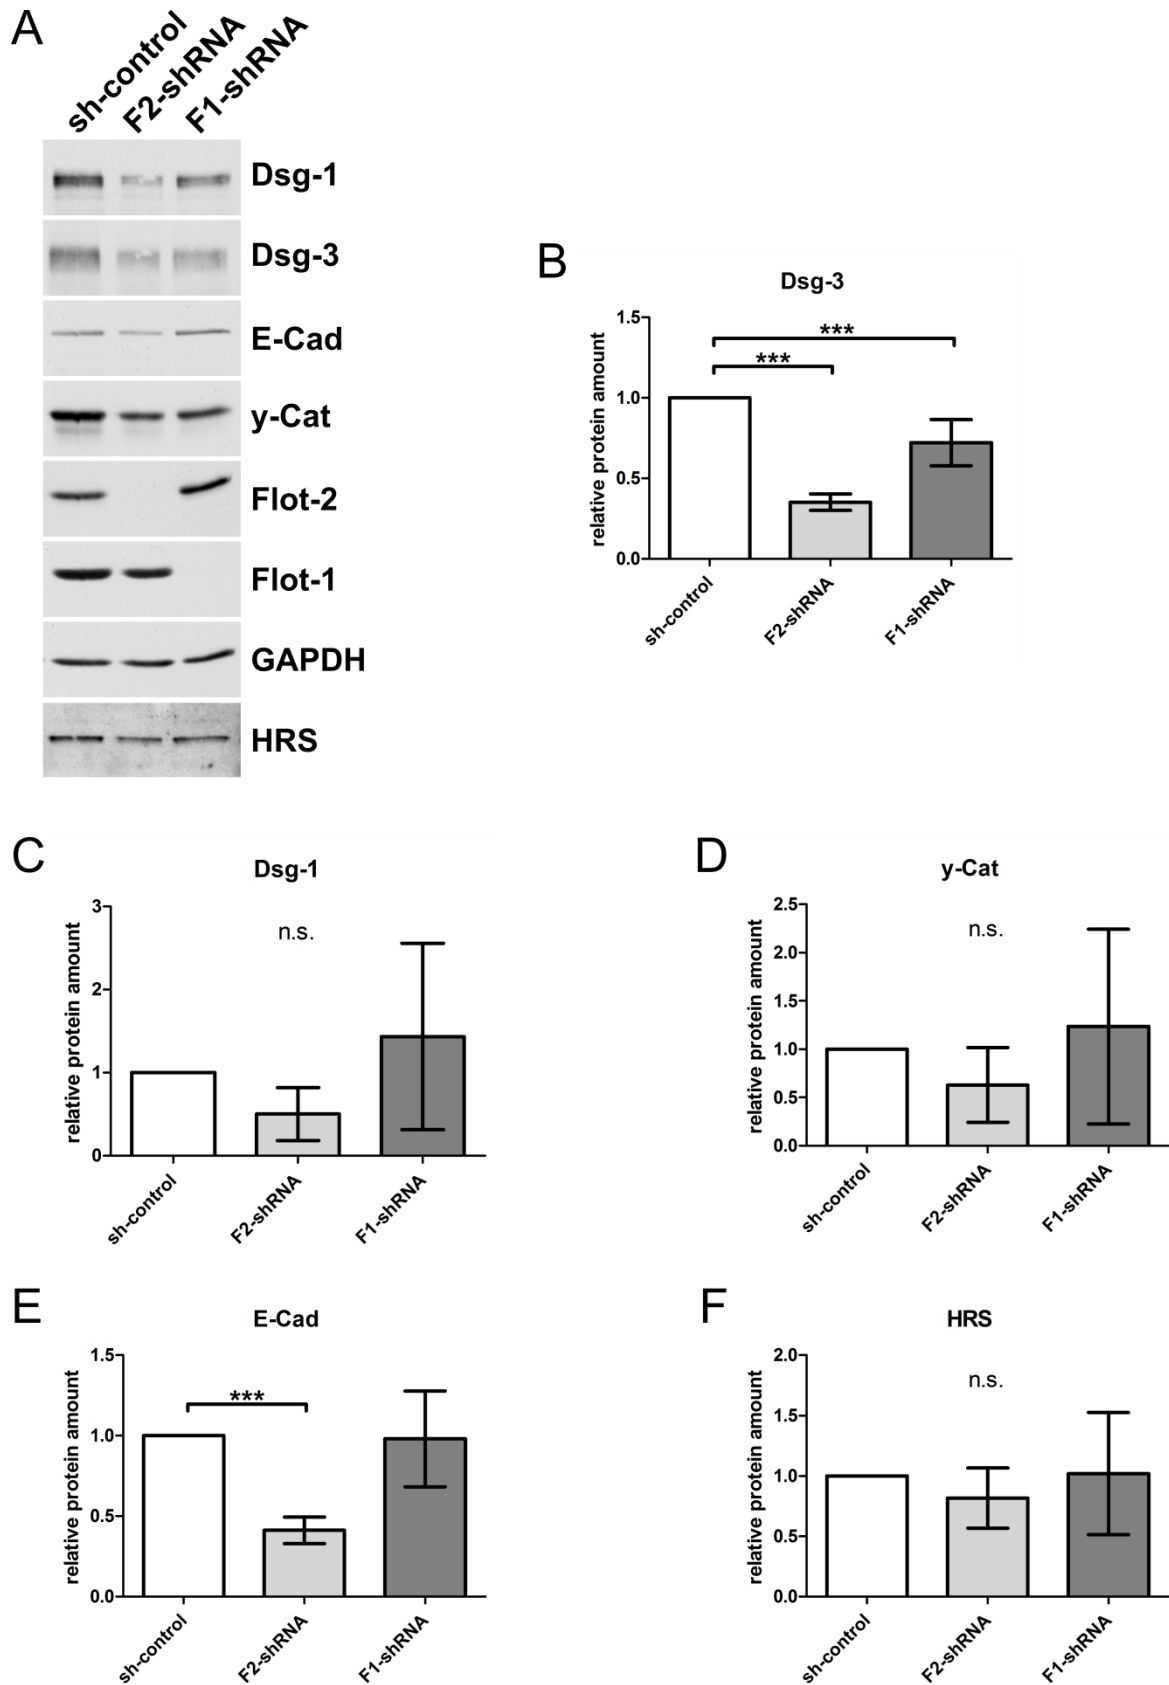 A
sh-control
F2-shRNA
F1-shRNA
Dsg-1
Dsg-3
E-Cad
y-Cat
Flot-2
Flot-1
GAPDH
HRS
B
Dsg-3
relative protein amount
1.5
1.0
0.5
0.0
***
***
sh-control
F2-shRNA
F1-shRNA
C
Dsg-1
relative protein amount
3
2
1
0
n.s.
sh-control
F2-shRNA
F1-shRNA
D
y-Cat
relative protein amount
2.5
2.0
1.5
1.0
0.5
0.0
n.s.
sh-control
F2-shRNA
F1-shRNA
E
E-Cad
relative protein amount
1.5
1.0
0.5
0.0
***
sh-control
F2-shRNA
F1-shRNA
F
HRS
relative protein amount
2.0
1.5
1.0
0.5
0.0
n.s.
sh-control
F2-shRNA
F1-shRNA